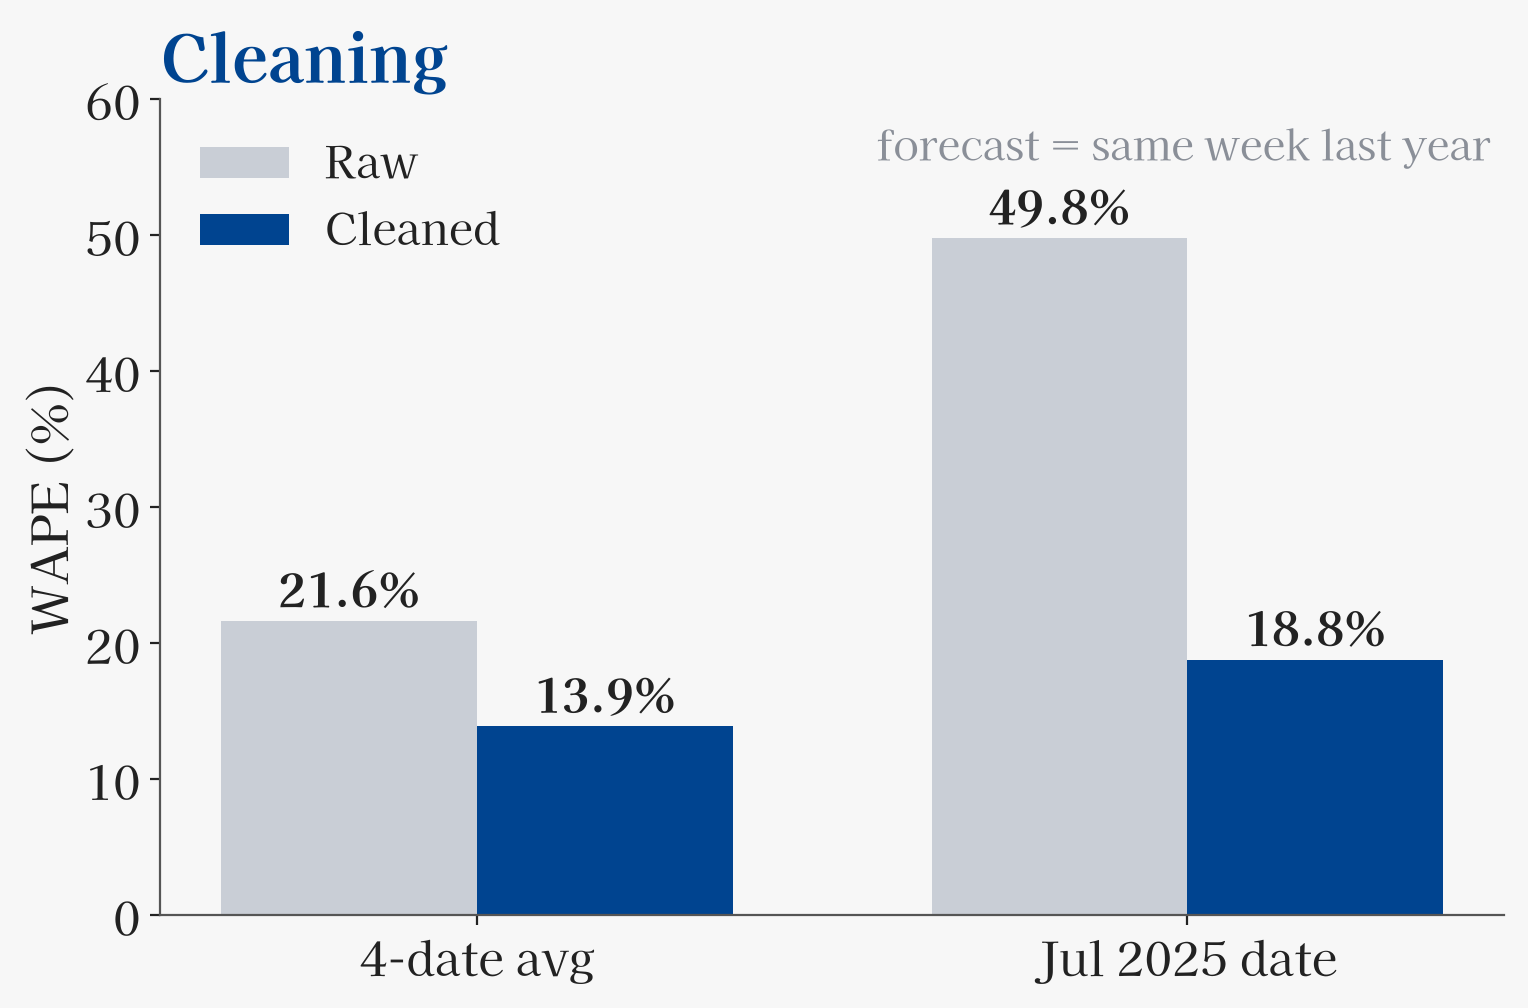 Cleaning
60
50
40
30
20
10
0
WAPE (%)
Raw
Cleaned
forecast = same week last year
21.6%
13.9%
49.8%
18.8%
4-date avg
Jul 2025 date